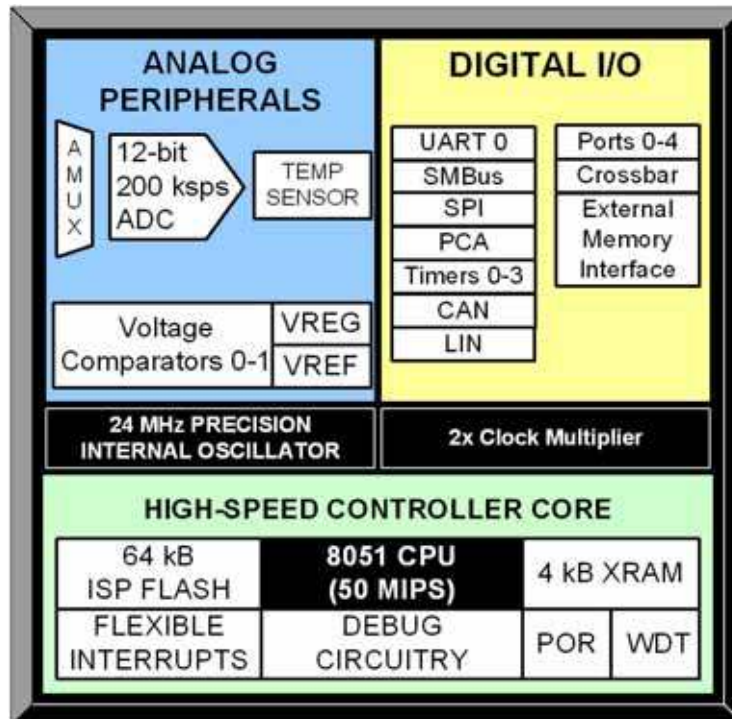 ANALOG
PERIPHERALS
A
M
U
X
12-bit
200 ksps
ADC
TEMP
SENSOR
Voltage
Comparators 0-1
VREG
VREF
DIGITAL I/O
UART 0
SMBus
SPI
PCA
Timers 0-3
CAN
LIN
Ports 0-4
Crossbar
External
Memory
Interface
24 MHz PRECISION
INTERNAL OSCILLATOR
2x Clock Multiplier
HIGH-SPEED CONTROLLER CORE
64 kB
ISP FLASH
8051 CPU
(50 MIPS)
4 kB XRAM
FLEXIBLE
INTERRUPTS
DEBUG
CIRCUITRY
POR
WDT